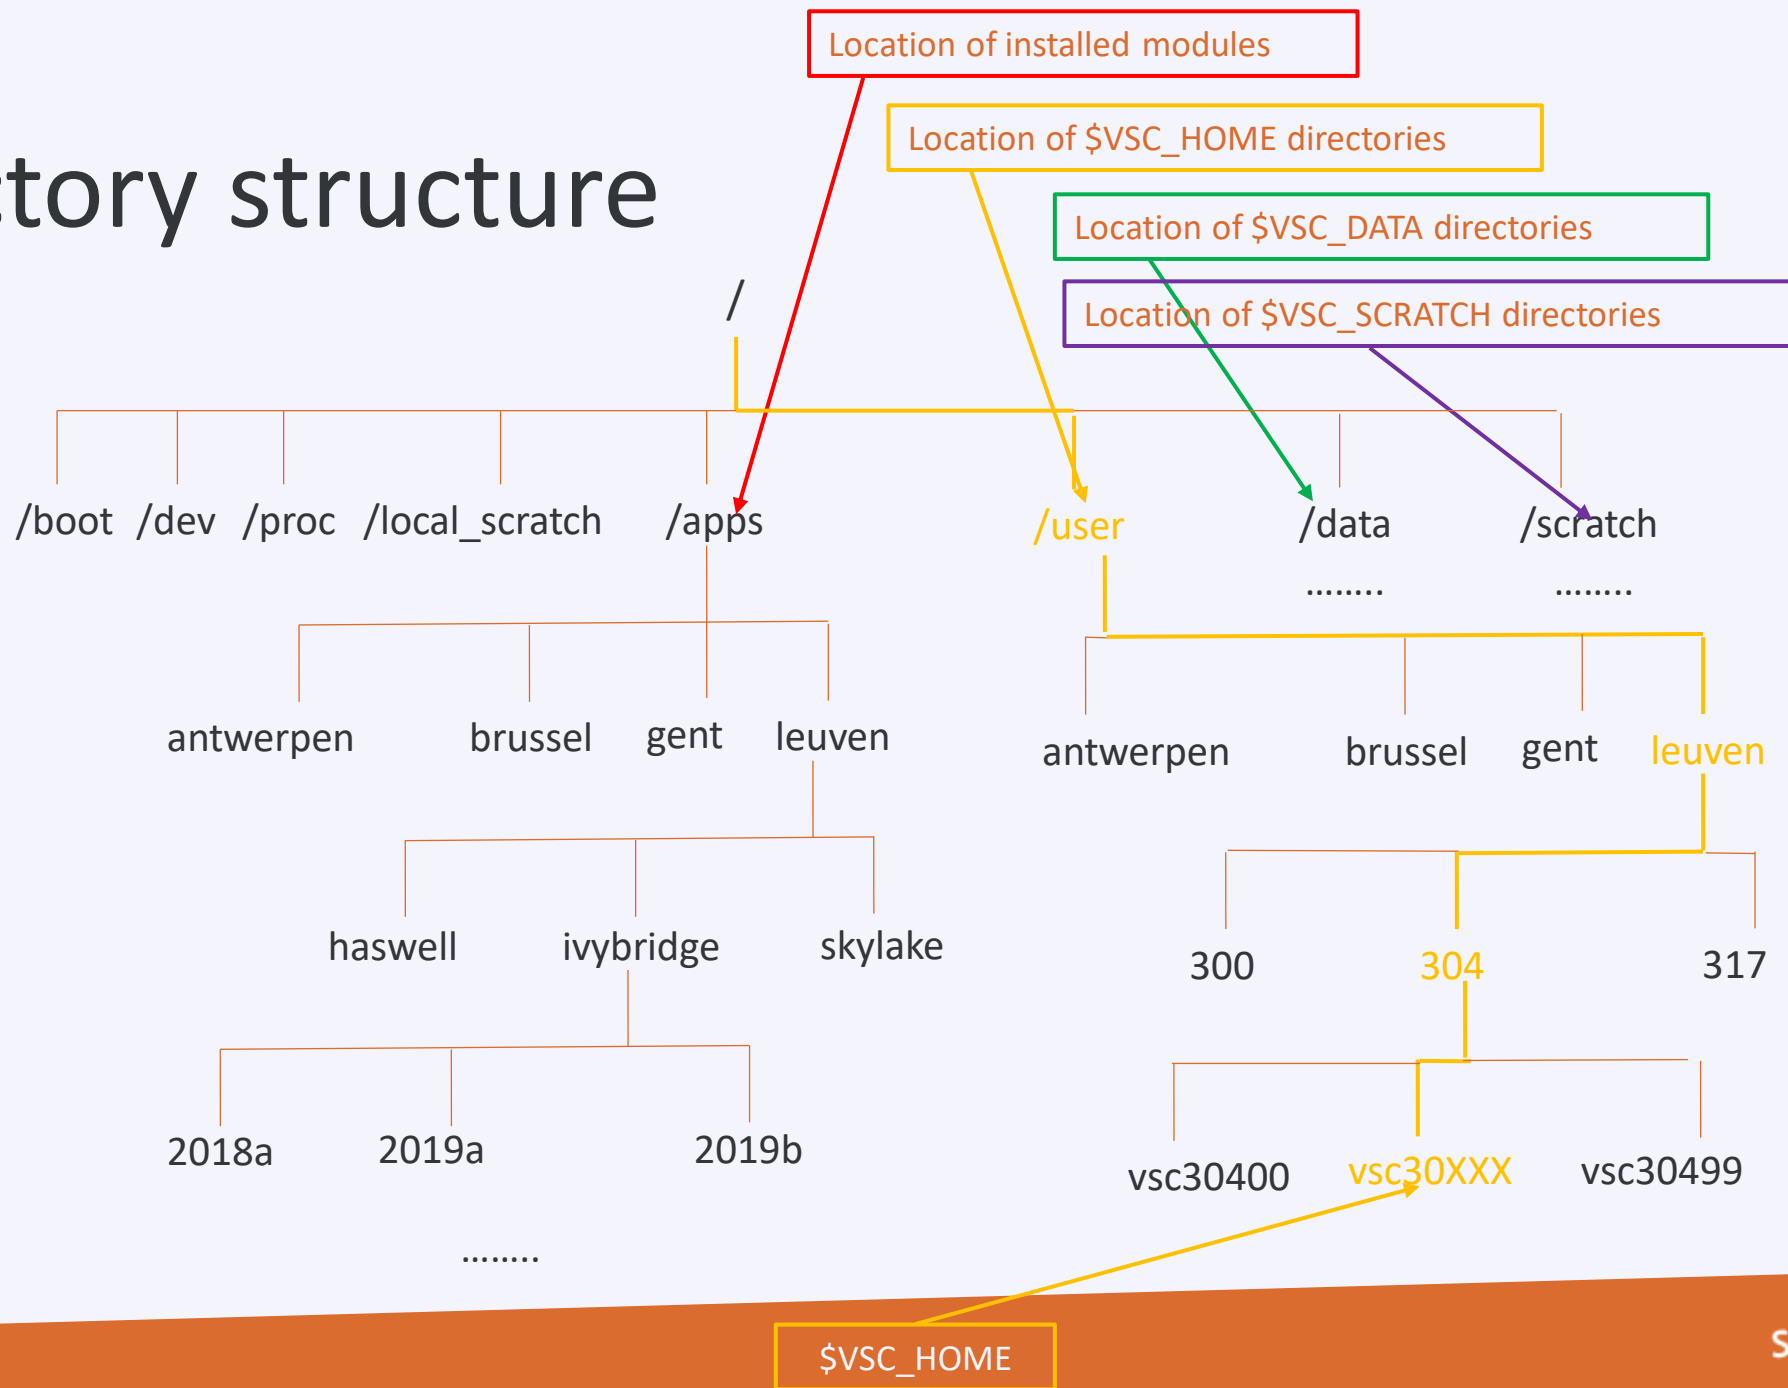 Location of installed modules
Location of $VSC_HOME directories
ctory structure
Location of $VSC_DATA directories
/
Location of $VSC_SCRATCH directories
/boot /dev /proc /local_scratch /apps /user /data /scratch
........ ........
antwerpen brussel gent leuven antwerpen brussel gent leuven
haswell ivybridge skylake 300 304 317
2018a 2019a 2019b vsc30400 vsc30XXX vsc30499
........
$VSC_HOME
S